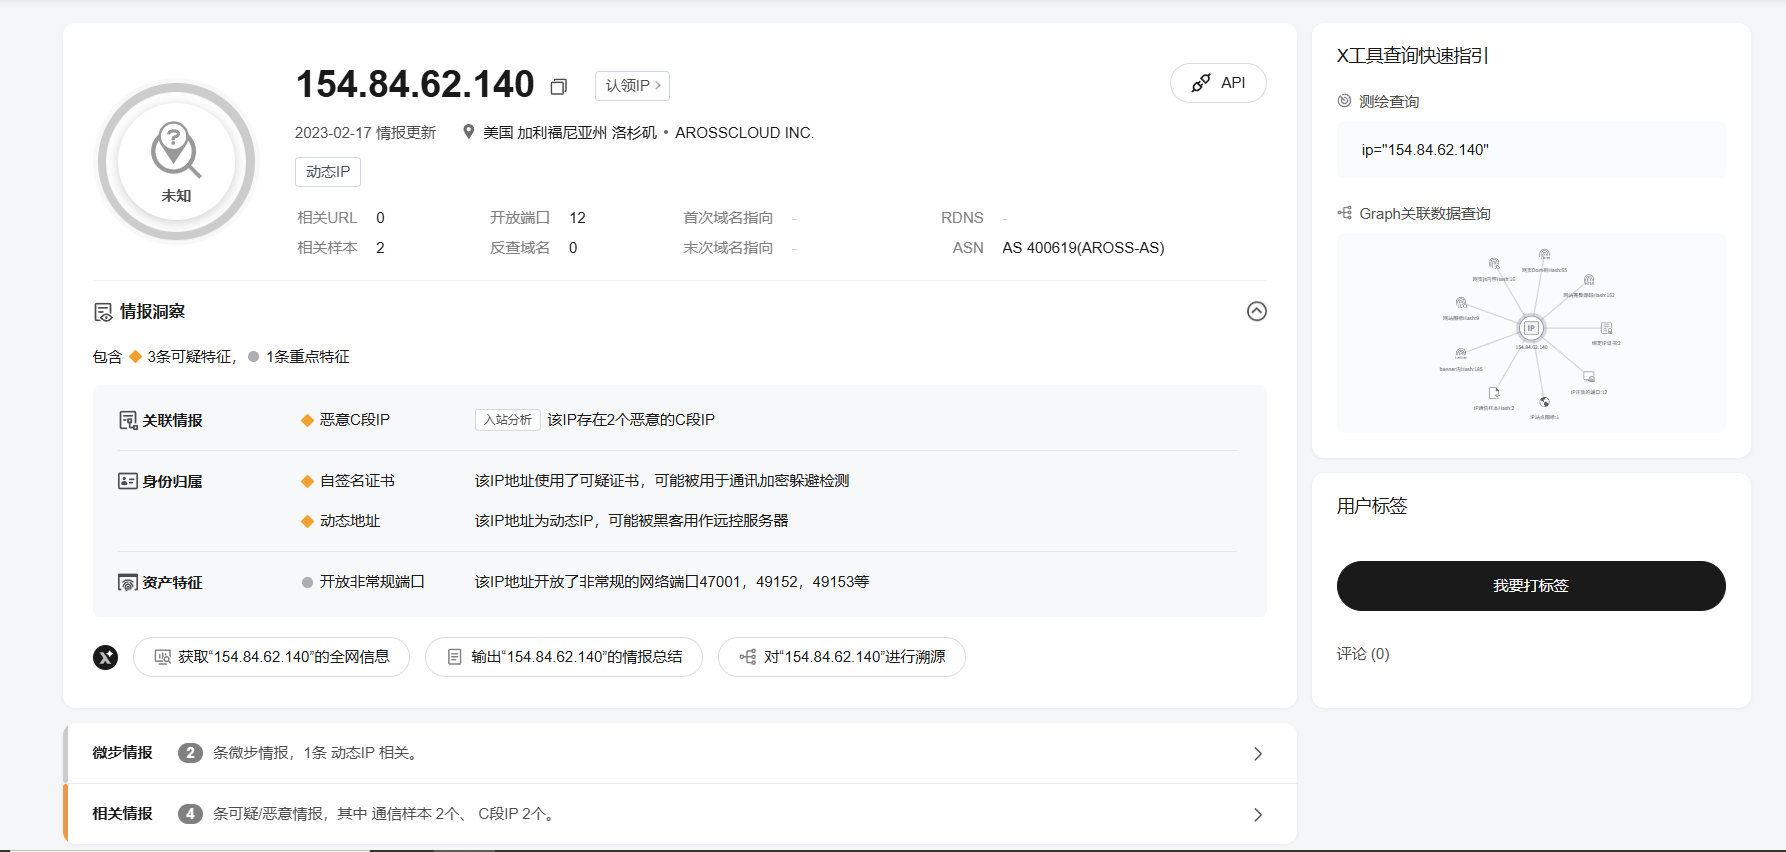 154.84.62.140
认领IP
API
2023-02-17 情报更新
美国 加利福尼亚州 洛杉矶 • AROSSCLOUD INC.
?
未知
动态IP
相关URL 0 开放端口 12 首次域名指向 - RDNS -
相关样本 2 反查域名 0 末次域名指向 - ASN AS 400619(AROSS-AS)
情报洞察
包含 3条可疑特征， 1条重点特征
关联情报 恶意C段IP 入站分析 该IP存在2个恶意的C段IP
身份归属 自签名证书 该IP地址使用了可疑证书，可能被用于通讯加密躲避检测
动态地址 该IP地址为动态IP，可能被黑客用作远控服务器
资产特征 开放非常规端口 该IP地址开放了非常规的网络端口47001，49152，49153等
X 获取“154.84.62.140”的全网信息 输出“154.84.62.140”的情报总结 对“154.84.62.140”进行溯源
微步情报 2 条微步情报，1条 动态IP 相关。
相关情报 4 条可疑/恶意情报，其中 通信样本 2个、 C段IP 2个。
X工具查询快速指引
测绘查询
ip="154.84.62.140"
Graph关联数据查询
IP
154.84.62.140
用户标签
我要打标签
评论 (0)